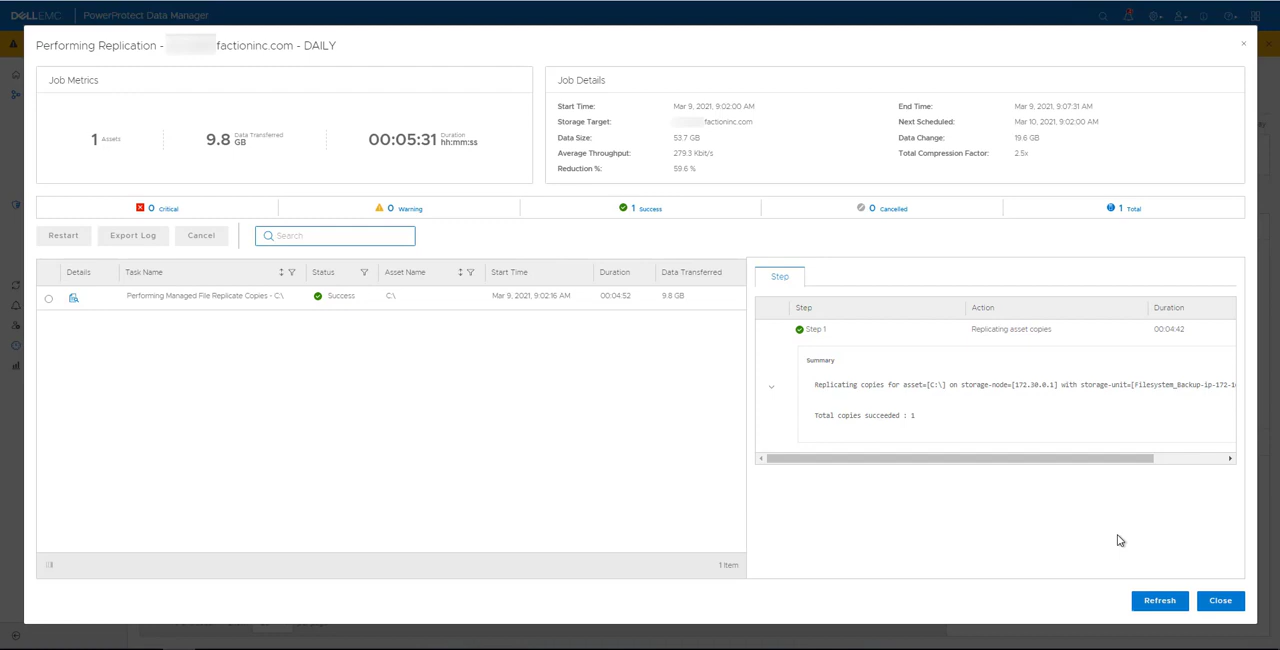 DELLEMC PowerProtect Data Manager
Performing Replication - factioninc.com - DAILY
Job Metrics
1 Assets
9.8 GB Data Transferred
00:05:31 Duration hh:mm:ss
Job Details
Start Time: Mar 9, 2021, 9:02:00 AM
End Time: Mar 9, 2021, 9:07:31 AM
Storage Target: factioninc.com
Next Scheduled: Mar 10, 2021, 9:02:00 AM
Data Size: 53.7 GB
Data Change: 19.6 GB
Average Throughput: 279.3 Kbit/s
Total Compression Factor: 2.5x
Reduction %: 59.6 %
0 Critical
0 Warning
1 Success
0 Cancelled
1 Total
Restart
Export Log
Cancel
Search
Details Task Name Status Asset Name Start Time Duration Data Transferred
Performing Managed File Replicate Copies - C:\ Success C:\ Mar 9, 2021, 9:02:16 AM 00:04:52 9.8 GB
1 Item
Step
Step Action Duration
Step 1 Replicating asset copies 00:04:42
Summary
Replicating copies for asset=[C:\] on storage-node=[172.30.0.1] with storage-unit=[Filesystem_Backup-ip-172-1
Total copies succeeded : 1
Refresh
Close